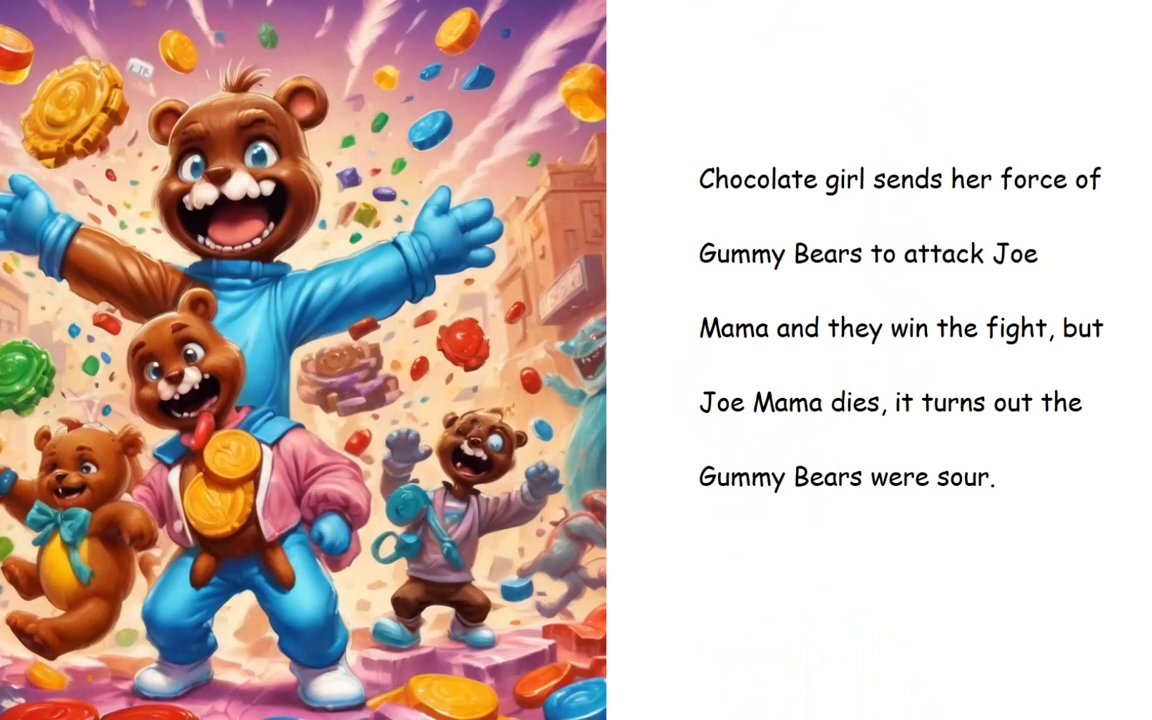 Chocolate girl sends her force of
Gummy Bears to attack Joe
Mama and they win the fight, but
Joe Mama dies, it turns out the
Gummy Bears were sour.